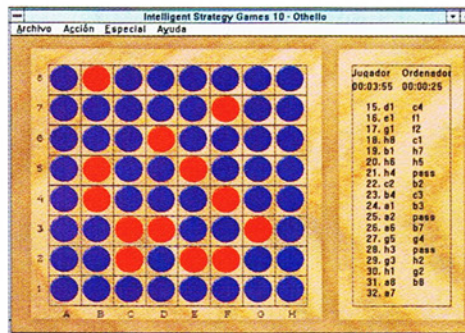 Intelligent Strategy Games 10 - Othello
Archivo Acción Especial Ayuda
8
7
6
5
4
3
2
1
A B C D E F G H
Jugador Ordenador
00:03:55 00:00:25
15. d1 c4
16. e1 f1
17. g1 f2
18. h8 c1
19. b1 h7
20. h6 h5
21. h4 pass
22. c2 b2
23. b4 c3
24. a1 b3
25. a2 pass
26. a6 b7
27. g5 g4
28. h3 pass
29. g3 h2
30. h1 g2
31. a8 b8
32. a7